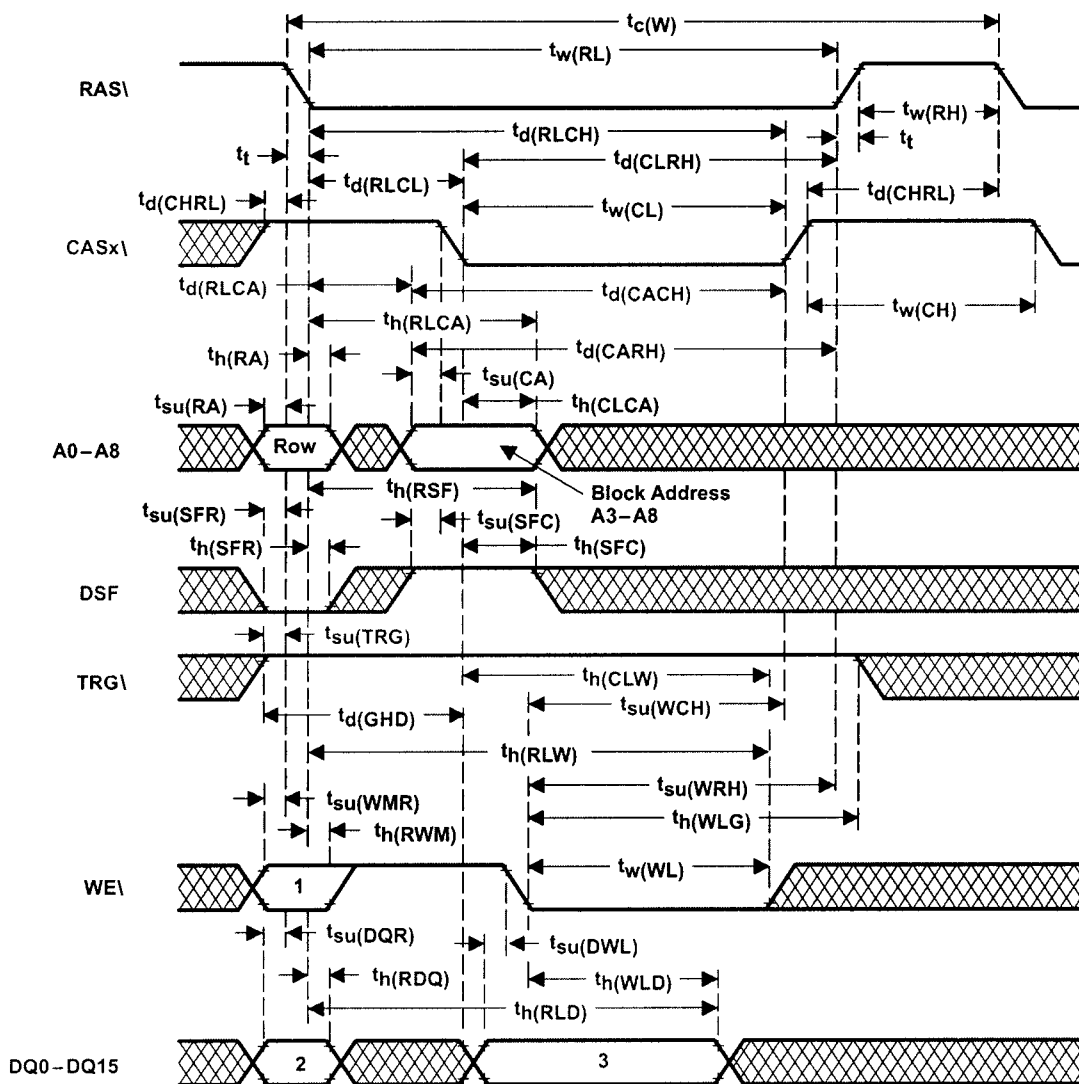 tc(W)
tw(RL)
RAS\
tw(RH)
td(RLCH)
tt
td(CLRH)
tt
td(RLCL)
td(CHRL)
td(CHRL)
tw(CL)
CASx\
td(RLCA)
td(CACH)
tw(CH)
th(RLCA)
th(RA)
td(CARH)
tsu(CA)
tsu(RA)
th(CLCA)
A0–A8
Row
th(RSF)
Block Address
A3–A8
tsu(SFR)
tsu(SFC)
th(SFR)
th(SFC)
DSF
tsu(TRG)
TRG\
th(CLW)
tsu(WCH)
td(GHD)
th(RLW)
tsu(WRH)
tsu(WMR)
th(WLG)
th(RWM)
tw(WL)
WE\
1
tsu(DQR)
tsu(DWL)
th(RDQ)
th(WLD)
th(RLD)
DQ0–DQ15
2
3